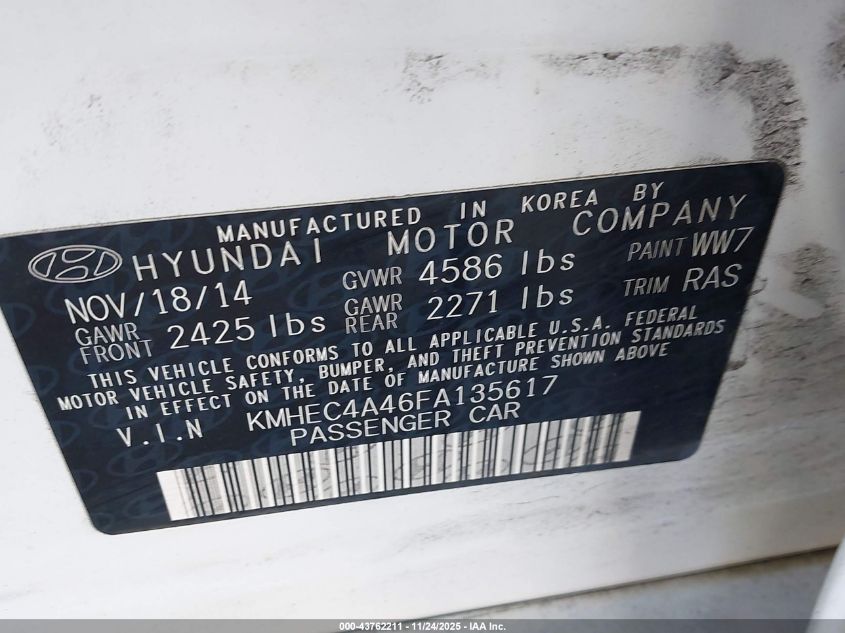 MANUFACTURED IN KOREA BY
HYUNDAI MOTOR COMPANY
NOV/18/14 GVWR 4586 lbs PAINT WW7
GAWR FRONT 2425 lbs GAWR REAR 2271 lbs TRIM RAS
THIS VEHICLE CONFORMS TO ALL APPLICABLE U.S.A. FEDERAL
MOTOR VEHICLE SAFETY, BUMPER, AND THEFT PREVENTION STANDARDS
IN EFFECT ON THE DATE OF MANUFACTURE SHOWN ABOVE
V.I.N KMHEC4A46FA135617
PASSENGER CAR
000-43762211 - 11/24/2025 - IAA Inc.